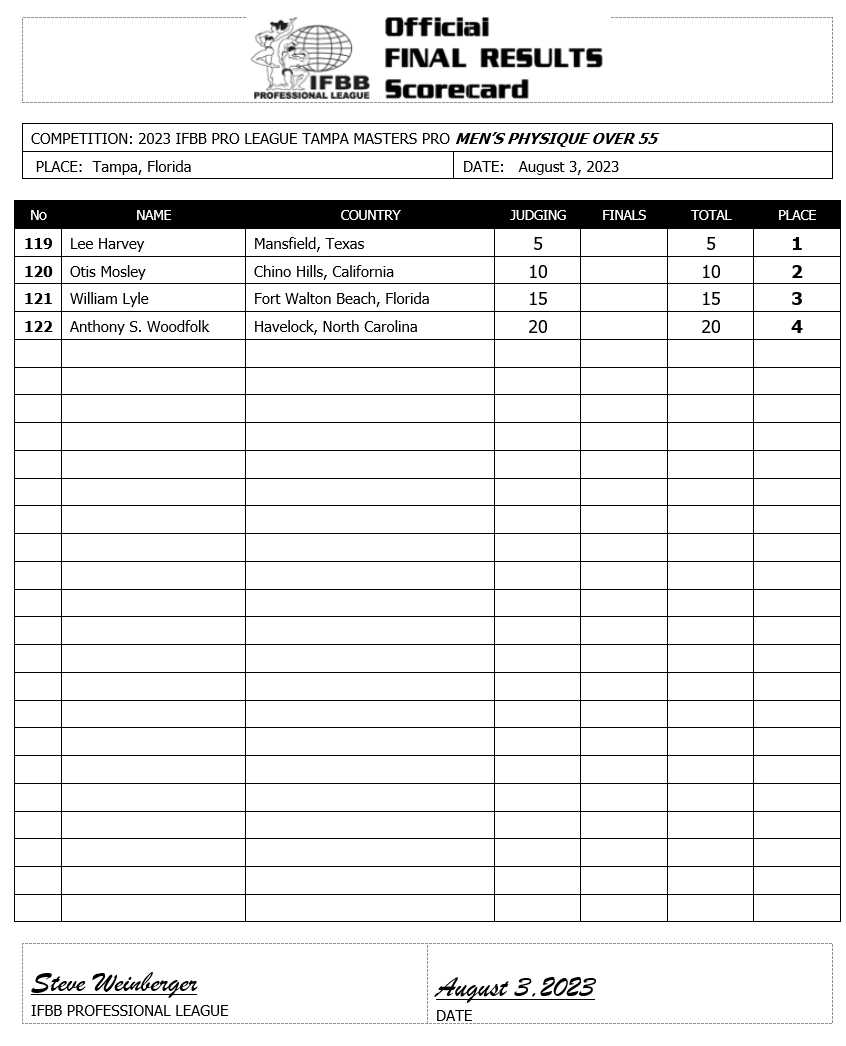 Official
FINAL RESULTS
Scorecard
IFBB
PROFESSIONAL LEAGUE
COMPETITION: 2023 IFBB PRO LEAGUE TAMPA MASTERS PRO MEN'S PHYSIQUE OVER 55
PLACE: Tampa, Florida DATE: August 3, 2023
No NAME COUNTRY JUDGING FINALS TOTAL PLACE
119 Lee Harvey Mansfield, Texas 5 5 1
120 Otis Mosley Chino Hills, California 10 10 2
121 William Lyle Fort Walton Beach, Florida 15 15 3
122 Anthony S. Woodfolk Havelock, North Carolina 20 20 4
Steve Weinberger August 3, 2023
IFBB PROFESSIONAL LEAGUE DATE